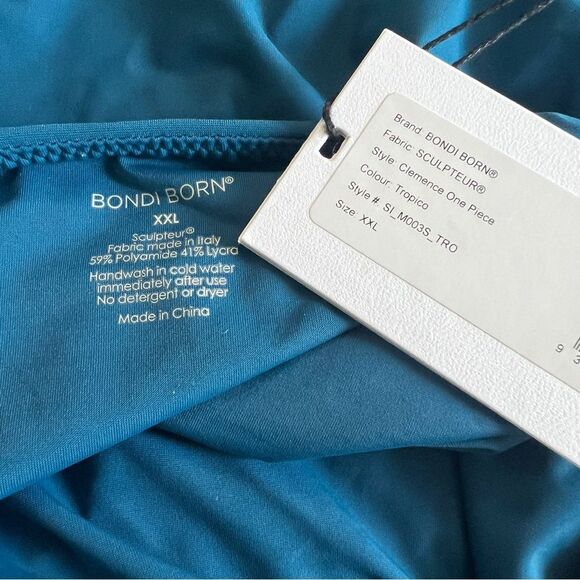 BONDI BORN®
XXL
Sculpteur®
Fabric made in Italy
59% Polyamide 41% Lycra
Handwash in cold water
immediately after use
No detergent or dryer
Made in China
Brand: BONDI BORN®
Fabric: SCULPTEUR®
Style: Clemence One Piece
Colour: Tropico
Style # SI_M003S_TRO
Size: XXL
9 3